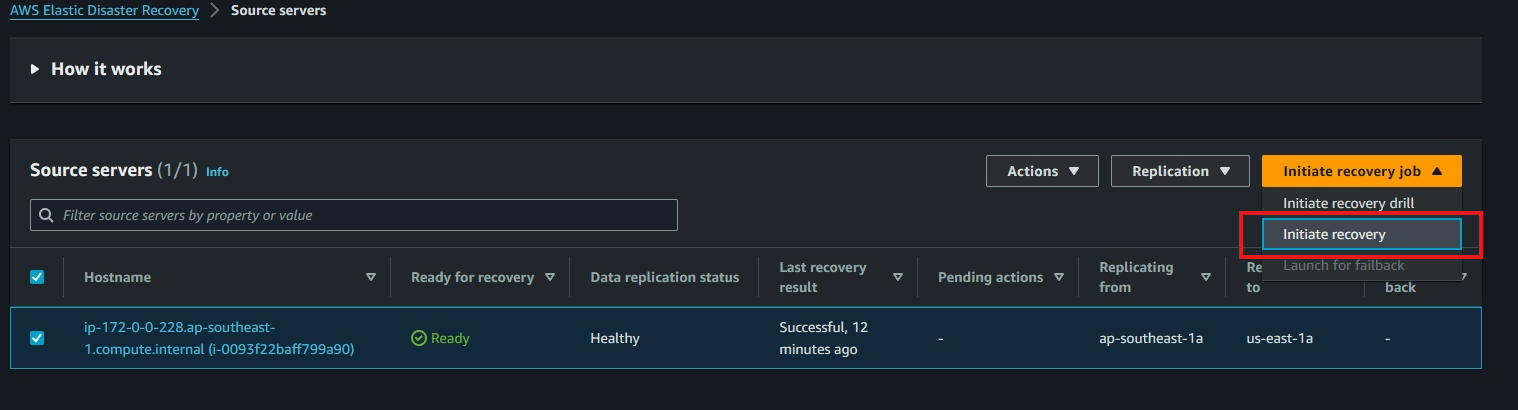 AWS Elastic Disaster Recovery > Source servers
How it works
Source servers (1/1) Info
Actions
Replication
Initiate recovery job
Filter source servers by property or value
Initiate recovery drill
Initiate recovery
Launch for failback
Hostname
Ready for recovery
Data replication status
Last recovery
result
Pending actions
Replicating
from
to
back
ip-172-0-0-228.ap-southeast-
1.compute.internal (i-0093f22baff799a90)
Ready
Healthy
Successful, 12
minutes ago
-
ap-southeast-1a
us-east-1a
-